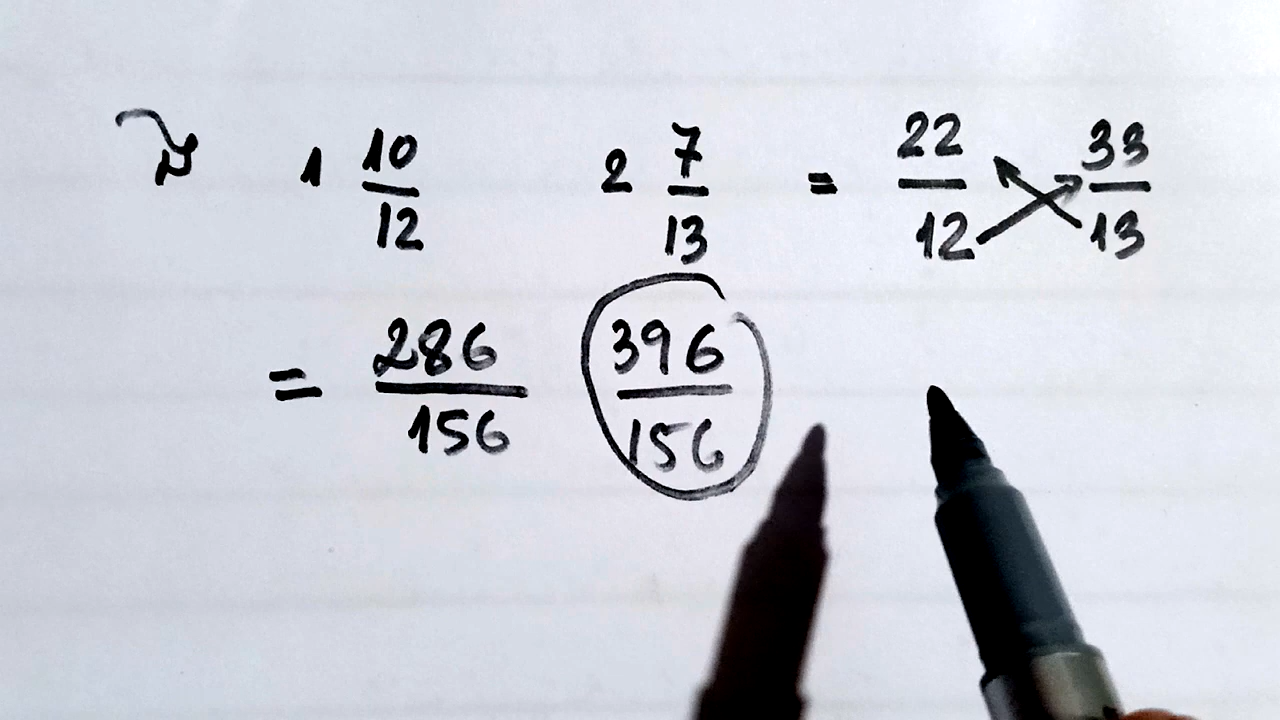 1 10/12 2 7/13 = 22/12 33/13
= 286/156 396/156